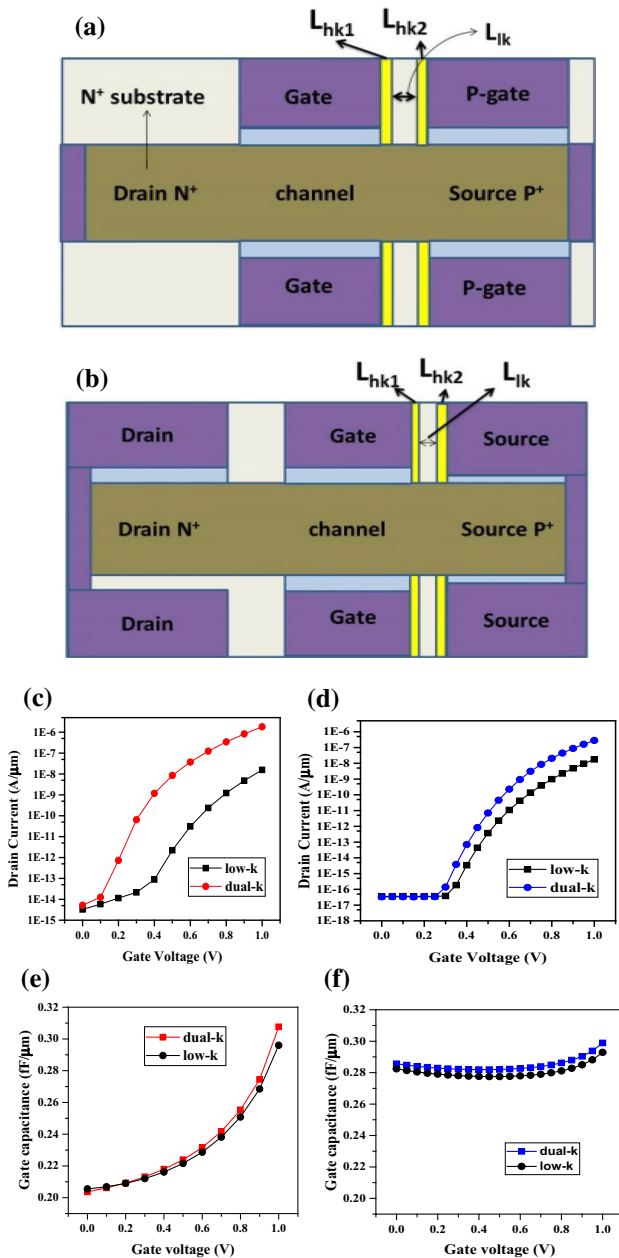 (a)
L_hk1 L_hk2 L_lk
N⁺ substrate Gate P-gate
Drain N⁺ channel Source P⁺
Gate P-gate
(b)
L_hk1 L_hk2 L_lk
Drain Gate Source
Drain N⁺ channel Source P⁺
Drain Gate Source
(c)
Drain Current (A/μm)
1E-6
1E-7
1E-8
1E-9
1E-10
1E-11
1E-12
1E-13
1E-14
1E-15
low-k
dual-k
0.0 0.2 0.4 0.6 0.8 1.0
Gate Voltage (V)
(d)
Drain Current (A/μm)
1E-6
1E-7
1E-8
1E-9
1E-10
1E-11
1E-12
1E-13
1E-14
1E-15
1E-16
1E-17
1E-18
low-k
dual-k
0.0 0.2 0.4 0.6 0.8 1.0
Gate Voltage (V)
(e)
Gate capacitance (fF/μm)
0.32
0.30
0.28
0.26
0.24
0.22
0.20
dual-k
low-k
0.0 0.2 0.4 0.6 0.8 1.0
Gate voltage (V)
(f)
Gate capacitance (fF/μm)
0.32
0.30
0.28
0.26
0.24
0.22
0.20
dual-k
low-k
0.0 0.2 0.4 0.6 0.8 1.0
Gate voltage (V)